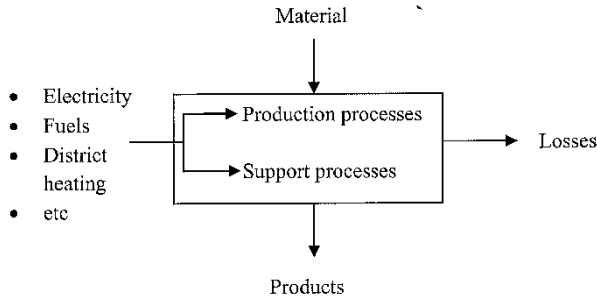 Material
• Electricity
• Fuels
• District
heating
• etc
Production processes
Support processes
Losses
Products